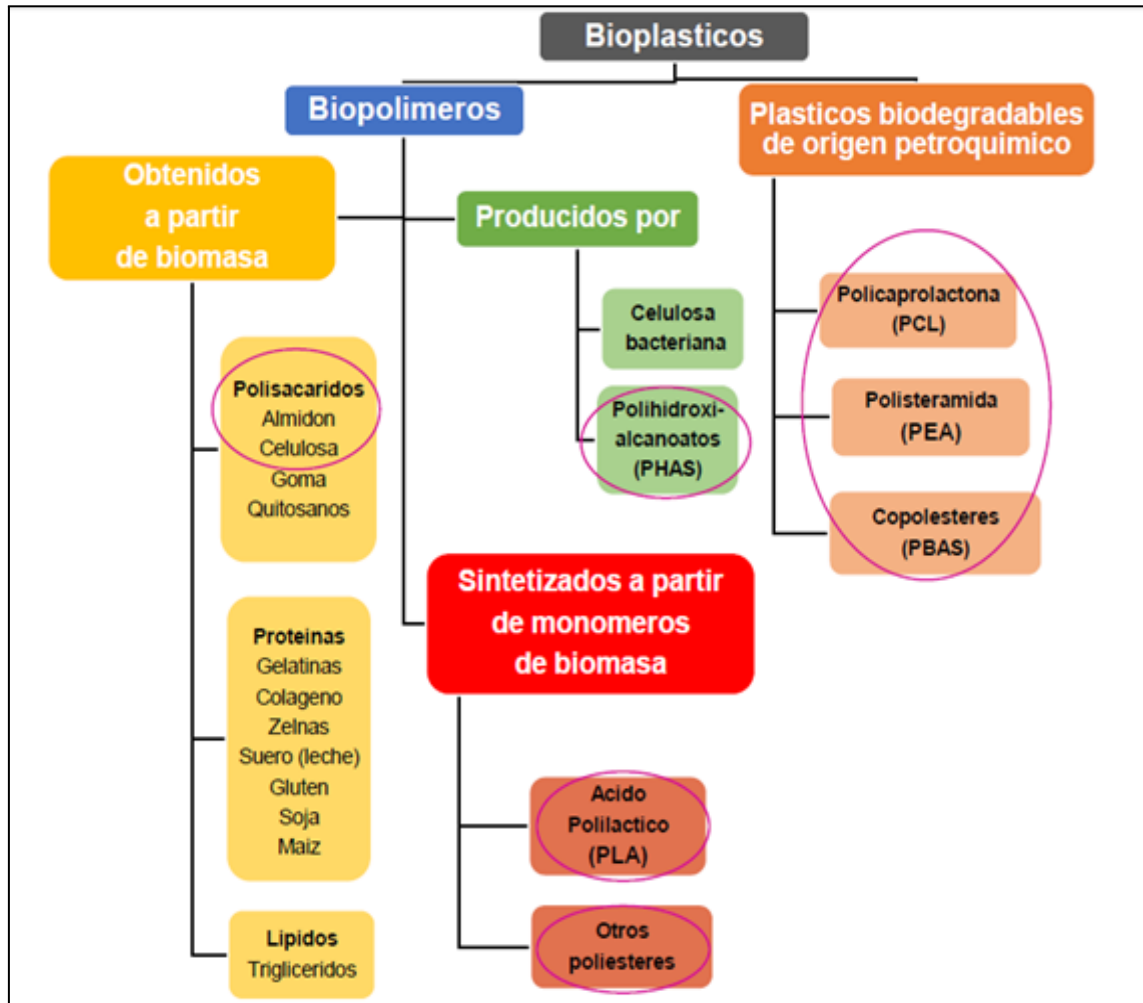 Bioplasticos
Biopolimeros
Plasticos biodegradables
de origen petroquimico
Obtenidos
a partir
de biomasa
Producidos por
Polisacaridos
Almidon
Celulosa
Goma
Quitosanos
Proteinas
Gelatinas
Colageno
Zelnas
Suero (leche)
Gluten
Soja
Maiz
Lipidos
Trigliceridos
Celulosa
bacteriana
Polihidroxi-
alcanoatos
(PHAS)
Sintetizados a partir
de monomeros
de biomasa
Acido
Polilactico
(PLA)
Otros
poliesteres
Policaprolactona
(PCL)
Polisteramida
(PEA)
Copolesteres
(PBAS)